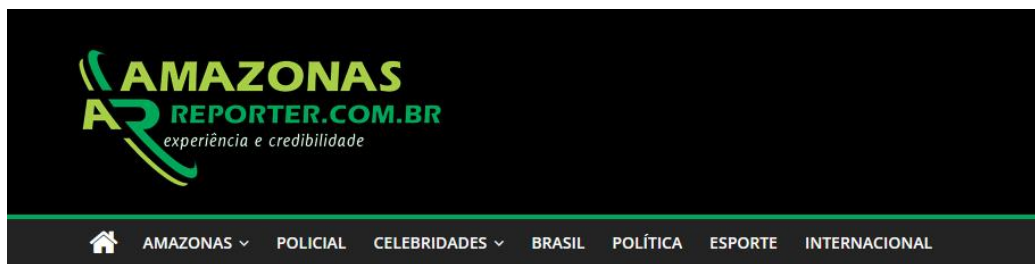 AMAZONAS
AR REPORTER.COM.BR
experiência e credibilidade
AMAZONAS POLICIAL CELEBRIDADES BRASIL POLÍTICA ESPORTE INTERNACIONAL